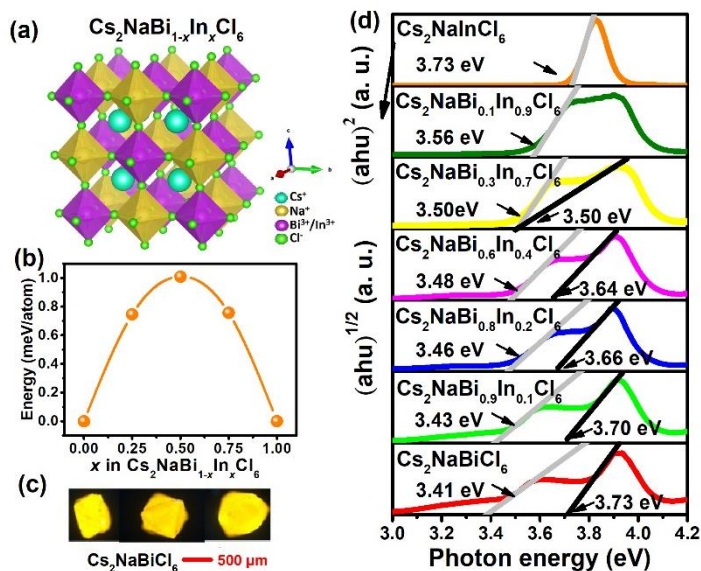 (a)
Cs₂NaBi₁₋ₓInₓCl₆
c
a
b
Cs⁺
Na⁺
Bi³⁺/In³⁺
Cl⁻
(b)
Energy (meV/atom)
1.0
0.8
0.6
0.4
0.2
0.0
0.00 0.25 0.50 0.75 1.00
x in Cs₂NaBi₁₋ₓInₓCl₆
(c)
Cs₂NaBiCl₆ 500 μm
(d)
(ahu)² (a. u.)
(ahu)¹/² (a. u.)
Cs₂NaInCl₆
3.73 eV
Cs₂NaBi₀.₁In₀.₉Cl₆
3.56 eV
Cs₂NaBi₀.₃In₀.₇Cl₆
3.50eV 3.50 eV
Cs₂NaBi₀.₆In₀.₄Cl₆
3.48 eV 3.64 eV
Cs₂NaBi₀.₈In₀.₂Cl₆
3.46 eV 3.66 eV
Cs₂NaBi₀.₉In₀.₁Cl₆
3.43 eV 3.70 eV
Cs₂NaBiCl₆
3.41 eV 3.73 eV
3.0 3.2 3.4 3.6 3.8 4.0 4.2
Photon energy (eV)